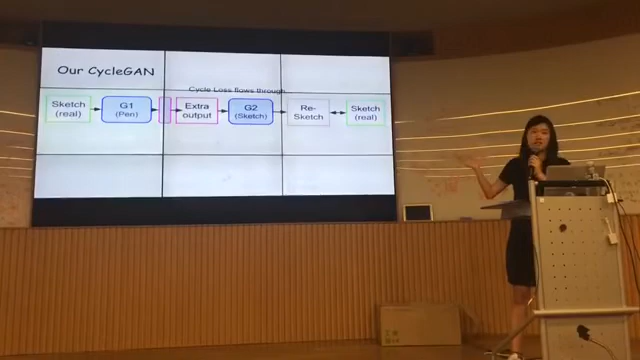 Our CycleGAN
Cycle Loss flows through...
Sketch
(real)
G1
(Pen)
Extra
output
G2
(Sketch)
Re-
Sketch
Sketch
(real)